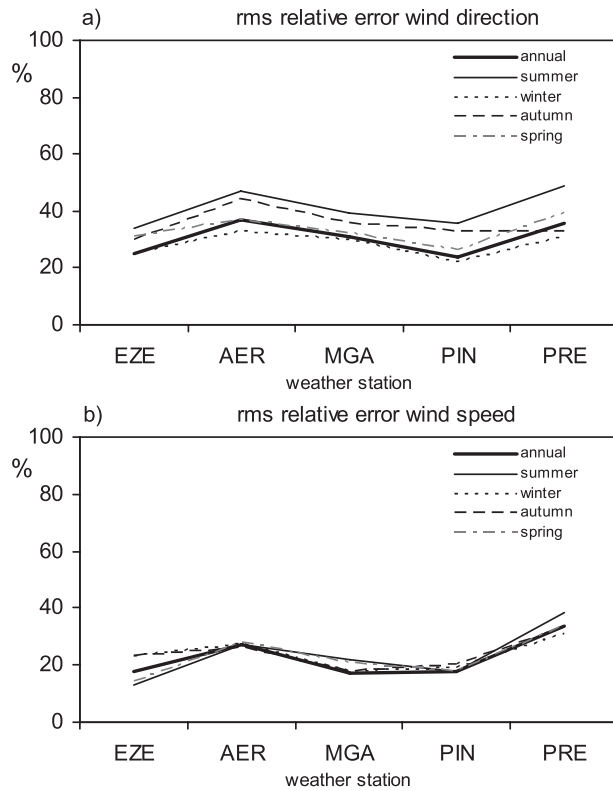 a) rms relative error wind direction
100
%
80
60
40
20
0
annual
summer
winter
autumn
spring
EZE AER MGA PIN PRE
weather station
b) rms relative error wind speed
100
%
80
60
40
20
0
annual
summer
winter
autumn
spring
EZE AER MGA PIN PRE
weather station